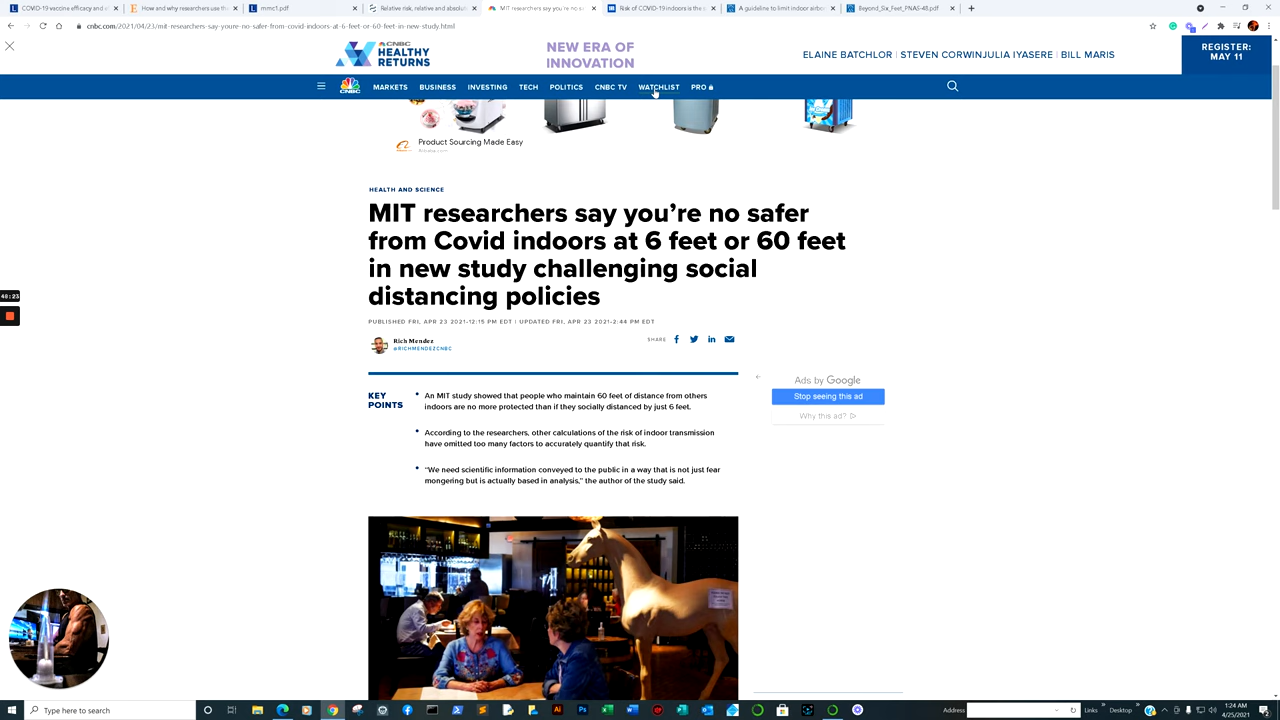 COVID-19 vaccine efficacy and ef
How and why researchers use th
mmc1.pdf
Relative risk, relative and absolut
MIT researchers say you're no sa
Risk of COVID-19 indoors is the s
A guideline to limit indoor airbor
Beyond_Six_Feet_PNAS-48.pdf
cnbc.com/2021/04/23/mit-researchers-say-youre-no-safer-from-covid-indoors-at-6-feet-or-60-feet-in-new-study.html
CNBC
HEALTHY
RETURNS
NEW ERA OF
INNOVATION
ELAINE BATCHLOR | STEVEN CORWINJULIA IYASERE | BILL MARIS
REGISTER:
MAY 11
CNBC
MARKETS BUSINESS INVESTING TECH POLITICS CNBC TV WATCHLIST PRO
Product Sourcing Made Easy
Alibaba.com
HEALTH AND SCIENCE
MIT researchers say you're no safer
from Covid indoors at 6 feet or 60 feet
in new study challenging social
distancing policies
PUBLISHED FRI, APR 23 2021-12:15 PM EDT | UPDATED FRI, APR 23 2021-2:44 PM EDT
Rich Mendez
@RICHMENDEZCNBC
SHARE
KEY
POINTS
An MIT study showed that people who maintain 60 feet of distance from others
indoors are no more protected than if they socially distanced by just 6 feet.
According to the researchers, other calculations of the risk of indoor transmission
have omitted too many factors to accurately quantify that risk.
"We need scientific information conveyed to the public in a way that is not just fear
mongering but is actually based in analysis," the author of the study said.
Ads by Google
Stop seeing this ad
Why this ad?
48:23
Type here to search
Address
Links
Desktop
1:24 AM
4/25/2021